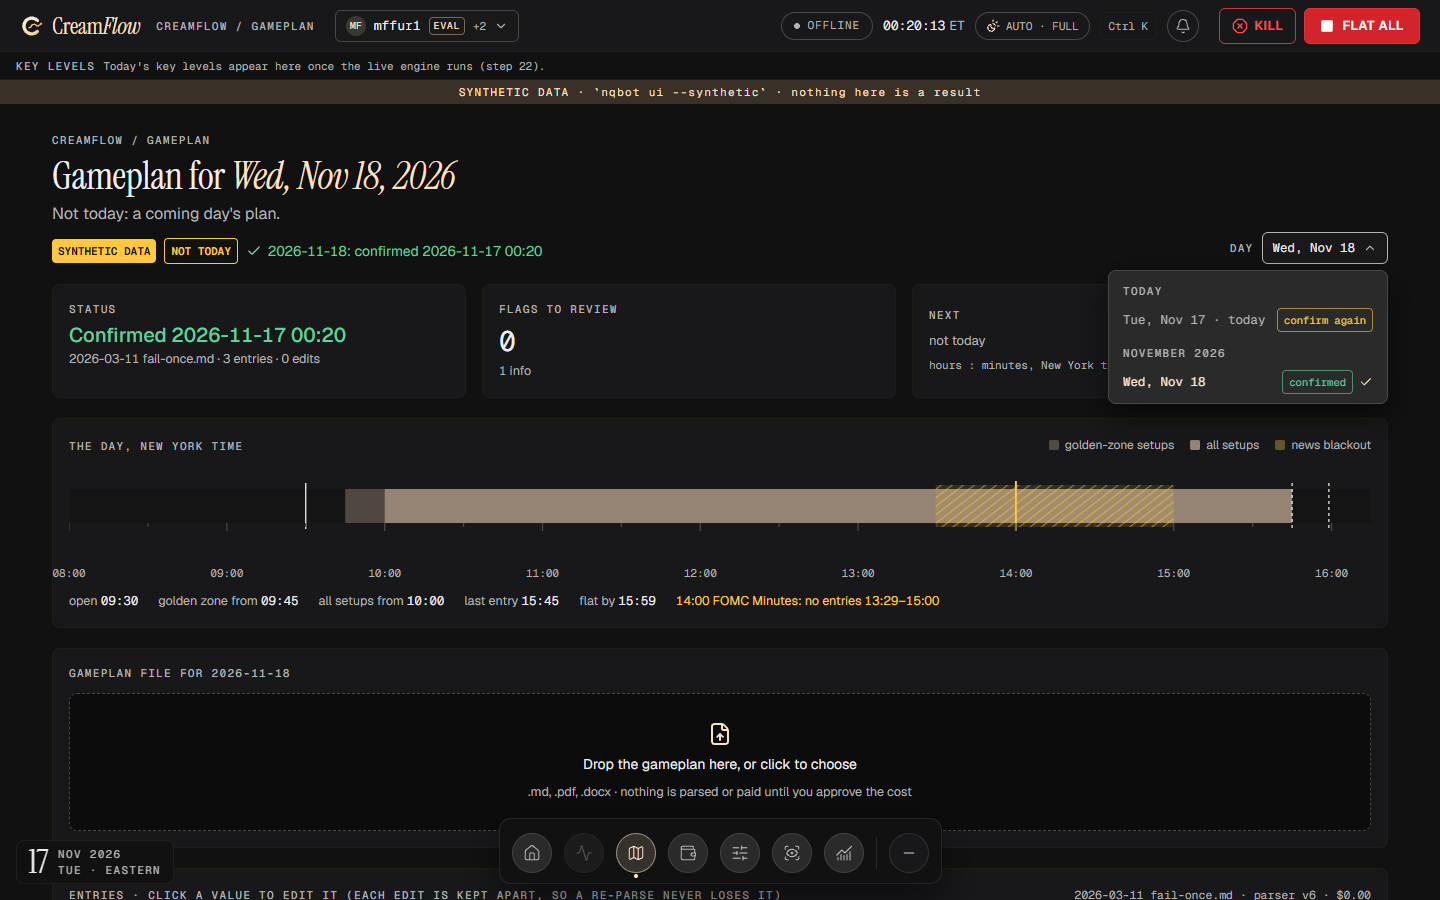 CreamFlow CREAMFLOW / GAMEPLAN MF mffur1 EVAL +2 OFFLINE 00:20:13 ET AUTO · FULL Ctrl K KILL FLAT ALL
KEY LEVELS Today's key levels appear here once the live engine runs (step 22).
SYNTHETIC DATA · `nqbot ui --synthetic` · nothing here is a result
CREAMFLOW / GAMEPLAN
Gameplan for Wed, Nov 18, 2026
Not today: a coming day's plan.
SYNTHETIC DATA NOT TODAY 2026-11-18: confirmed 2026-11-17 00:20
DAY Wed, Nov 18
TODAY
Tue, Nov 17 · today confirm again
NOVEMBER 2026
Wed, Nov 18 confirmed
STATUS
Confirmed 2026-11-17 00:20
2026-03-11 fail-once.md · 3 entries · 0 edits
FLAGS TO REVIEW
0
1 info
NEXT
not today
hours : minutes, New York t
THE DAY, NEW YORK TIME
golden-zone setups all setups news blackout
08:00 09:00 10:00 11:00 12:00 13:00 14:00 15:00 16:00
open 09:30 golden zone from 09:45 all setups from 10:00 last entry 15:45 flat by 15:59 14:00 FOMC Minutes: no entries 13:29–15:00
GAMEPLAN FILE FOR 2026-11-18
Drop the gameplan here, or click to choose
.md, .pdf, .docx · nothing is parsed or paid until you approve the cost
17 NOV 2026
TUE · EASTERN
ENTRIES · CLICK A VALUE TO EDIT IT (EACH EDIT IS KEPT APART, SO A RE-PARSE NEVER LOSES IT)
2026-03-11 fail-once.md · parser v6 · $0.00